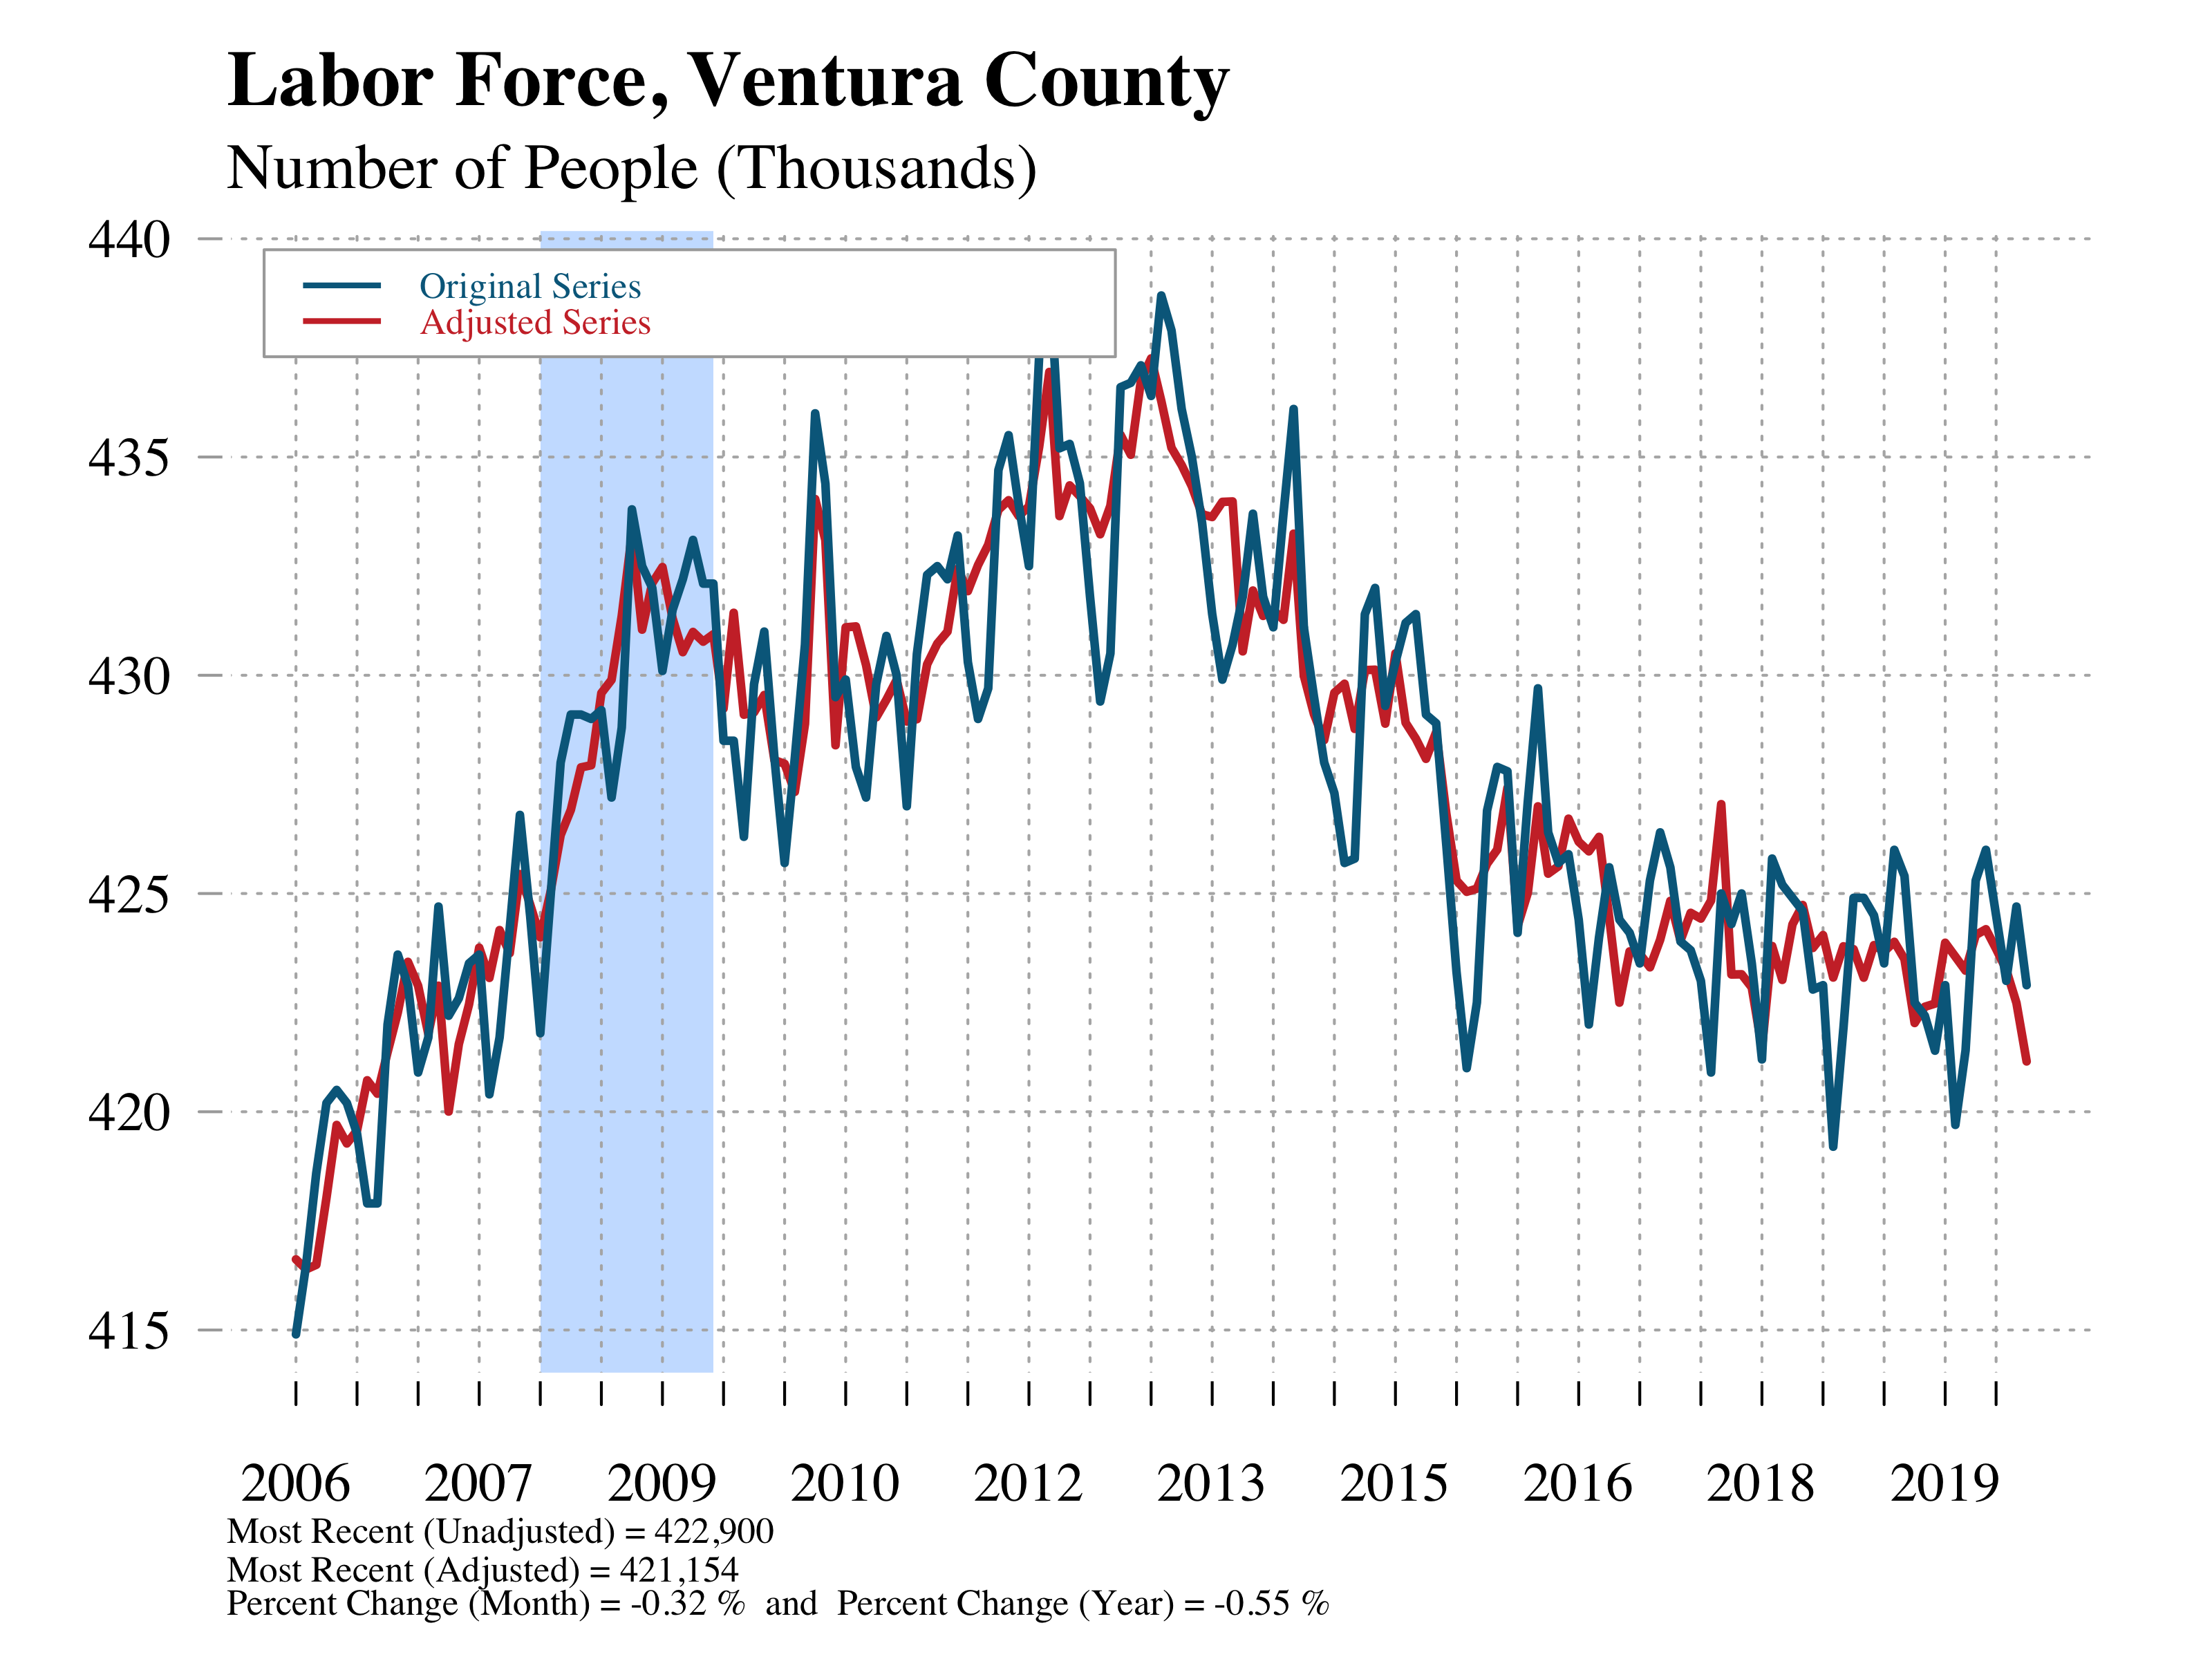 Labor Force, Ventura County
Number of People (Thousands)
440
Original Series
Adjusted Series
435
430
425
420
415
2006 2007 2009 2010 2012 2013 2015 2016 2018 2019
Most Recent (Unadjusted) = 422,900
Most Recent (Adjusted) = 421,154
Percent Change (Month) = -0.32 % and Percent Change (Year) = -0.55 %